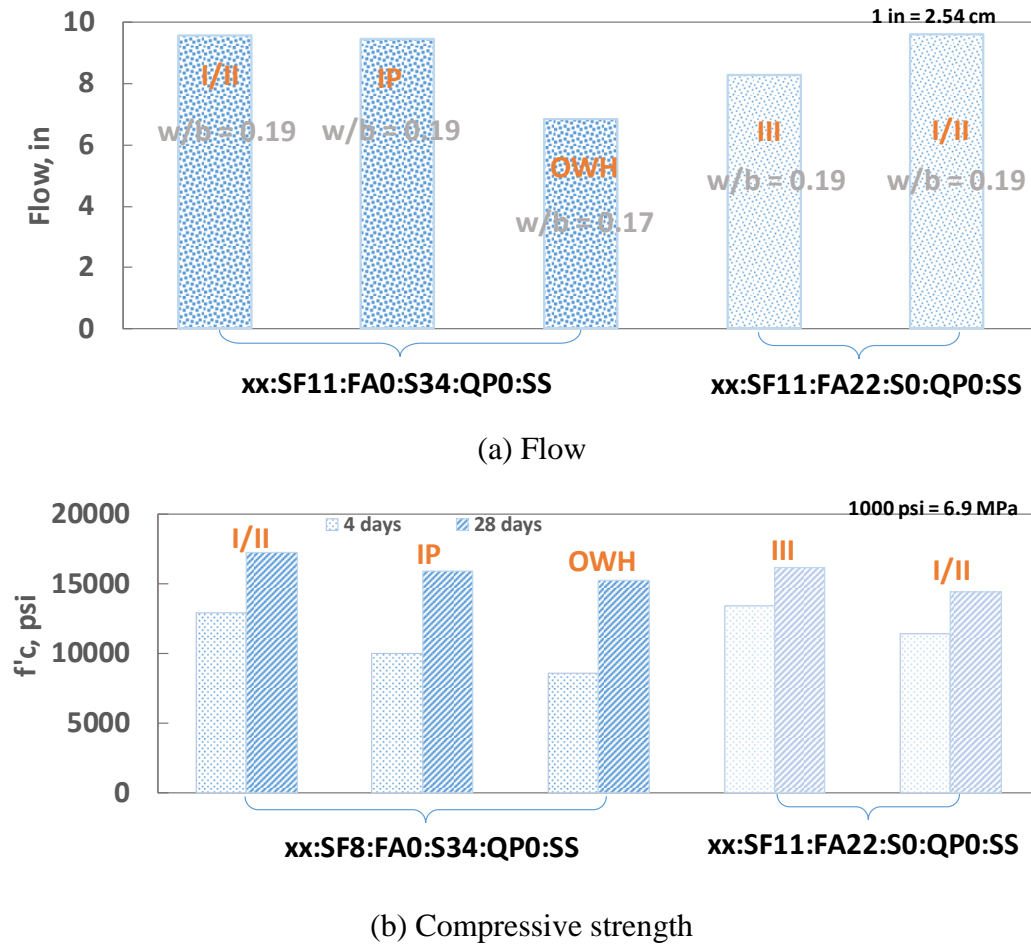 1 in = 2.54 cm
10
8
6
4
2
0
Flow, in
I/II
w/b = 0.19
IP
w/b = 0.19
OWH
w/b = 0.17
III
w/b = 0.19
I/II
w/b = 0.19
xx:SF11:FA0:S34:QP0:SS
xx:SF11:FA22:S0:QP0:SS
(a) Flow
20000
15000
10000
5000
0
f'c, psi
4 days
28 days
1000 psi = 6.9 MPa
I/II
IP
OWH
III
I/II
xx:SF8:FA0:S34:QP0:SS
xx:SF11:FA22:S0:QP0:SS
(b) Compressive strength